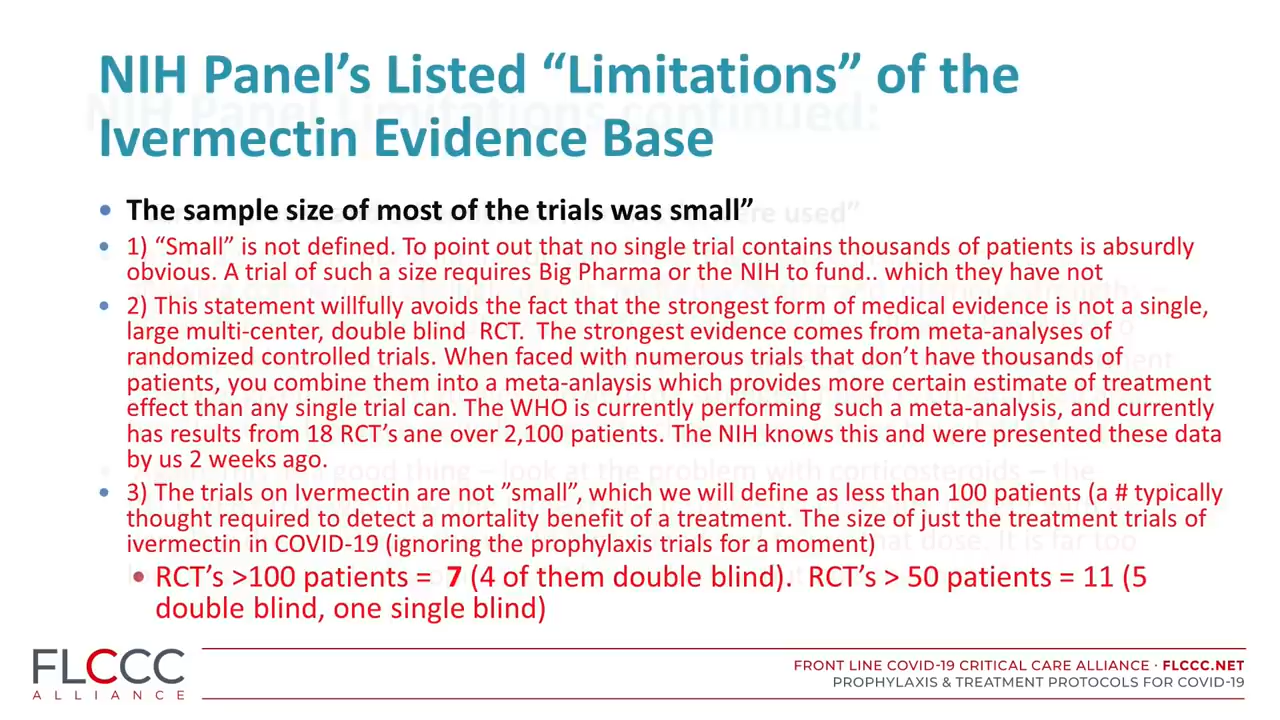 NIH Panel’s Listed “Limitations” of the
Ivermectin Evidence Base
NIH Panel Limitations continued:
• The sample size of most of the trials was small”
• 1) “Small” is not defined. To point out that no single trial contains thousands of patients is absurdly
obvious. A trial of such a size requires Big Pharma or the NIH to fund.. which they have not
• 2) This statement willfully avoids the fact that the strongest form of medical evidence is not a single,
large multi-center, double blind RCT. The strongest evidence comes from meta-analyses of
randomized controlled trials. When faced with numerous trials that don’t have thousands of
patients, you combine them into a meta-anlaysis which provides more certain estimate of treatment
effect than any single trial can. The WHO is currently performing such a meta-analysis, and currently
has results from 18 RCT’s ane over 2,100 patients. The NIH knows this and were presented these data
by us 2 weeks ago.
• 3) The trials on Ivermectin are not ”small”, which we will define as less than 100 patients (a # typically
thought required to detect a mortality benefit of a treatment. The size of just the treatment trials of
ivermectin in COVID-19 (ignoring the prophylaxis trials for a moment)
• RCT’s >100 patients = 7 (4 of them double blind). RCT’s > 50 patients = 11 (5
double blind, one single blind)
FLCCC
ALLIANCE
FRONT LINE COVID-19 CRITICAL CARE ALLIANCE · FLCCC.NET
PROPHYLAXIS & TREATMENT PROTOCOLS FOR COVID-19